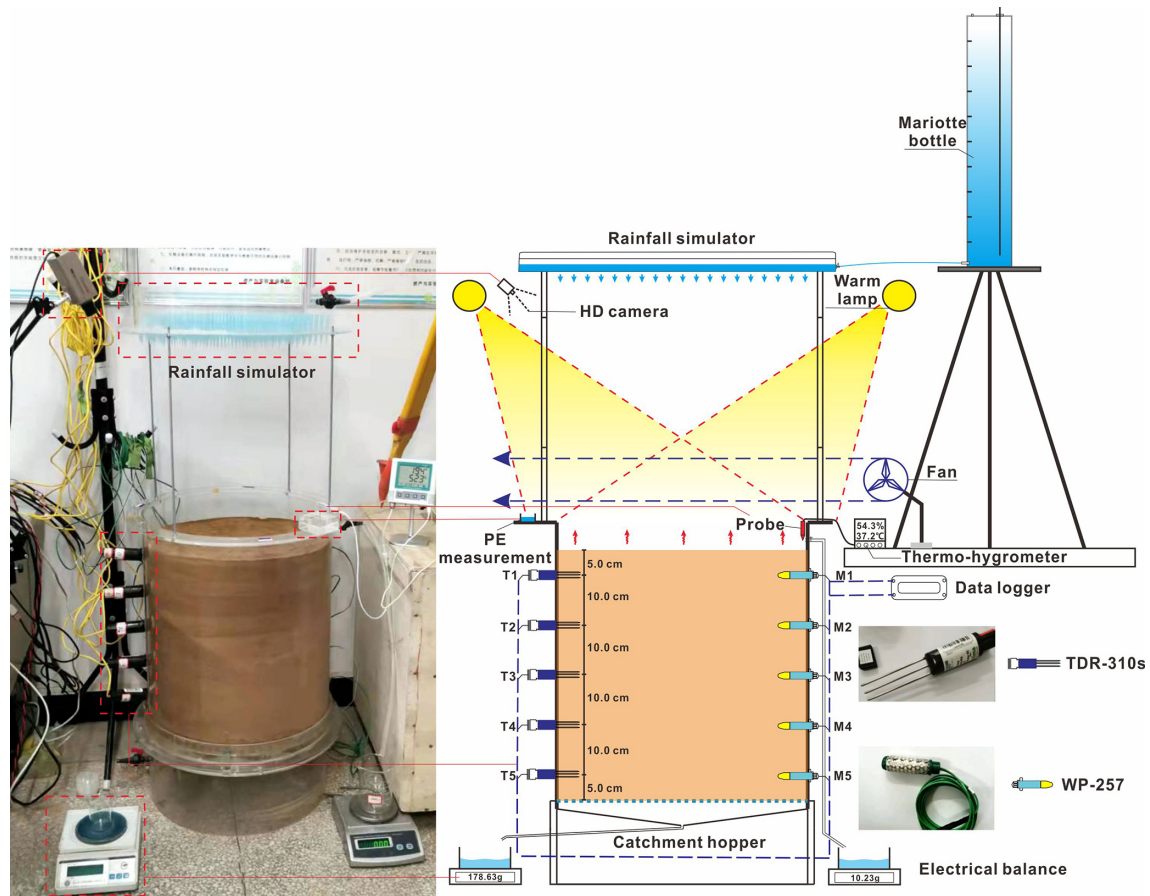 Mariotte
bottle
Rainfall simulator
Warm
lamp
HD camera
Rainfall simulator
Fan
Probe
54.3%
37.2℃
PE
measurement
Thermo-hygrometer
5.0 cm
T1
M1
Data logger
10.0 cm
T2
M2
10.0 cm
T3
M3
TDR-310s
10.0 cm
T4
M4
10.0 cm
T5
M5
WP-257
5.0 cm
Catchment hopper
Electrical balance
178.63g
10.23g